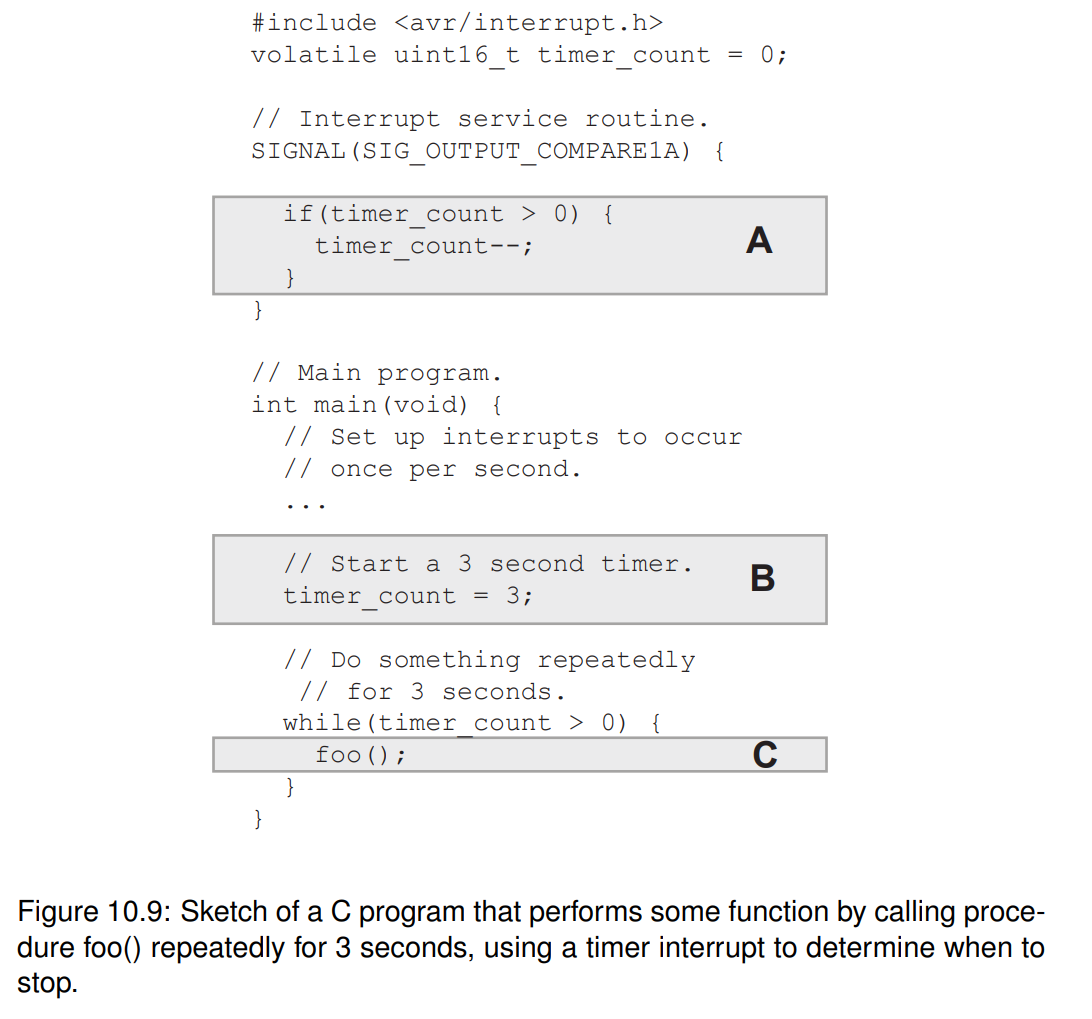 #include <avr/interrupt.h>
volatile uint16_t timer_count = 0;
// Interrupt service routine.
SIGNAL(SIG_OUTPUT_COMPARE1A) {
if(timer_count > 0) {
A
timer_count--;
}
}
// Main program.
int main(void) {
// Set up interrupts to occur
// once per second.
...
// Start a 3 second timer.
B
timer_count = 3;
// Do something repeatedly
// for 3 seconds.
while(timer_count > 0) {
foo(); C
}
}
Figure 10.9: Sketch of a C program that performs some function by calling proce-
dure foo() repeatedly for 3 seconds, using a timer interrupt to determine when to
stop.